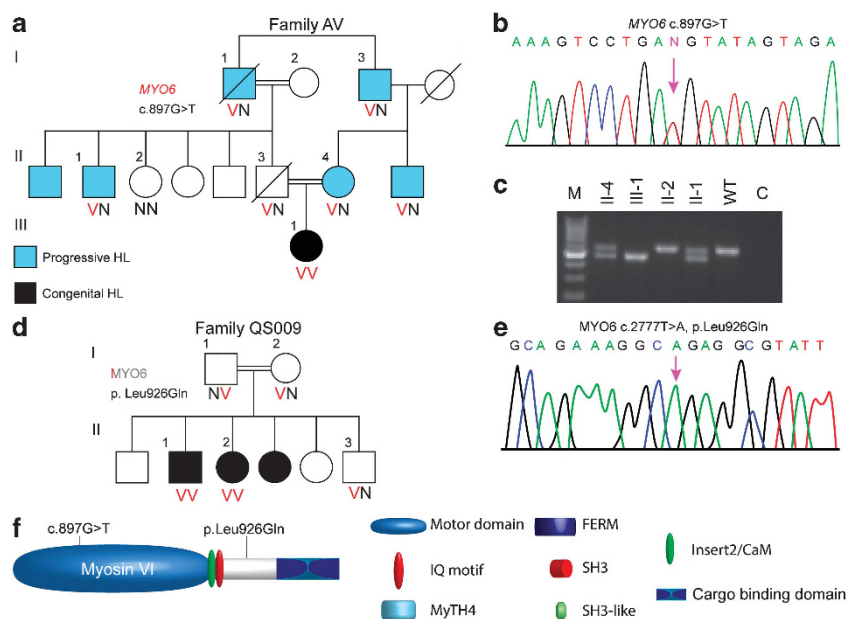 a
Family AV
I
1
2
3
MYO6
c.897G>T
VN
VN
II
1
2
3
4
VN
NN
VN
VN
VN
III
1
VV
Progressive HL
Congenital HL
b
MYO6 c.897G>T
A A A G T C C T G A N G T A T A G T A G A
c
M
II-4
III-1
II-2
II-1
WT
C
d
Family QS009
I
1
2
MYO6
p. Leu926Gln
NV
VN
II
1
2
3
VV
VV
VN
e
MYO6 c.2777T>A, p.Leu926Gln
G C A G A A A G G C A G A G G C G T A T T
f
c.897G>T
p.Leu926Gln
Myosin VI
Motor domain
FERM
Insert2/CaM
IQ motif
SH3
Cargo binding domain
MyTH4
SH3-like